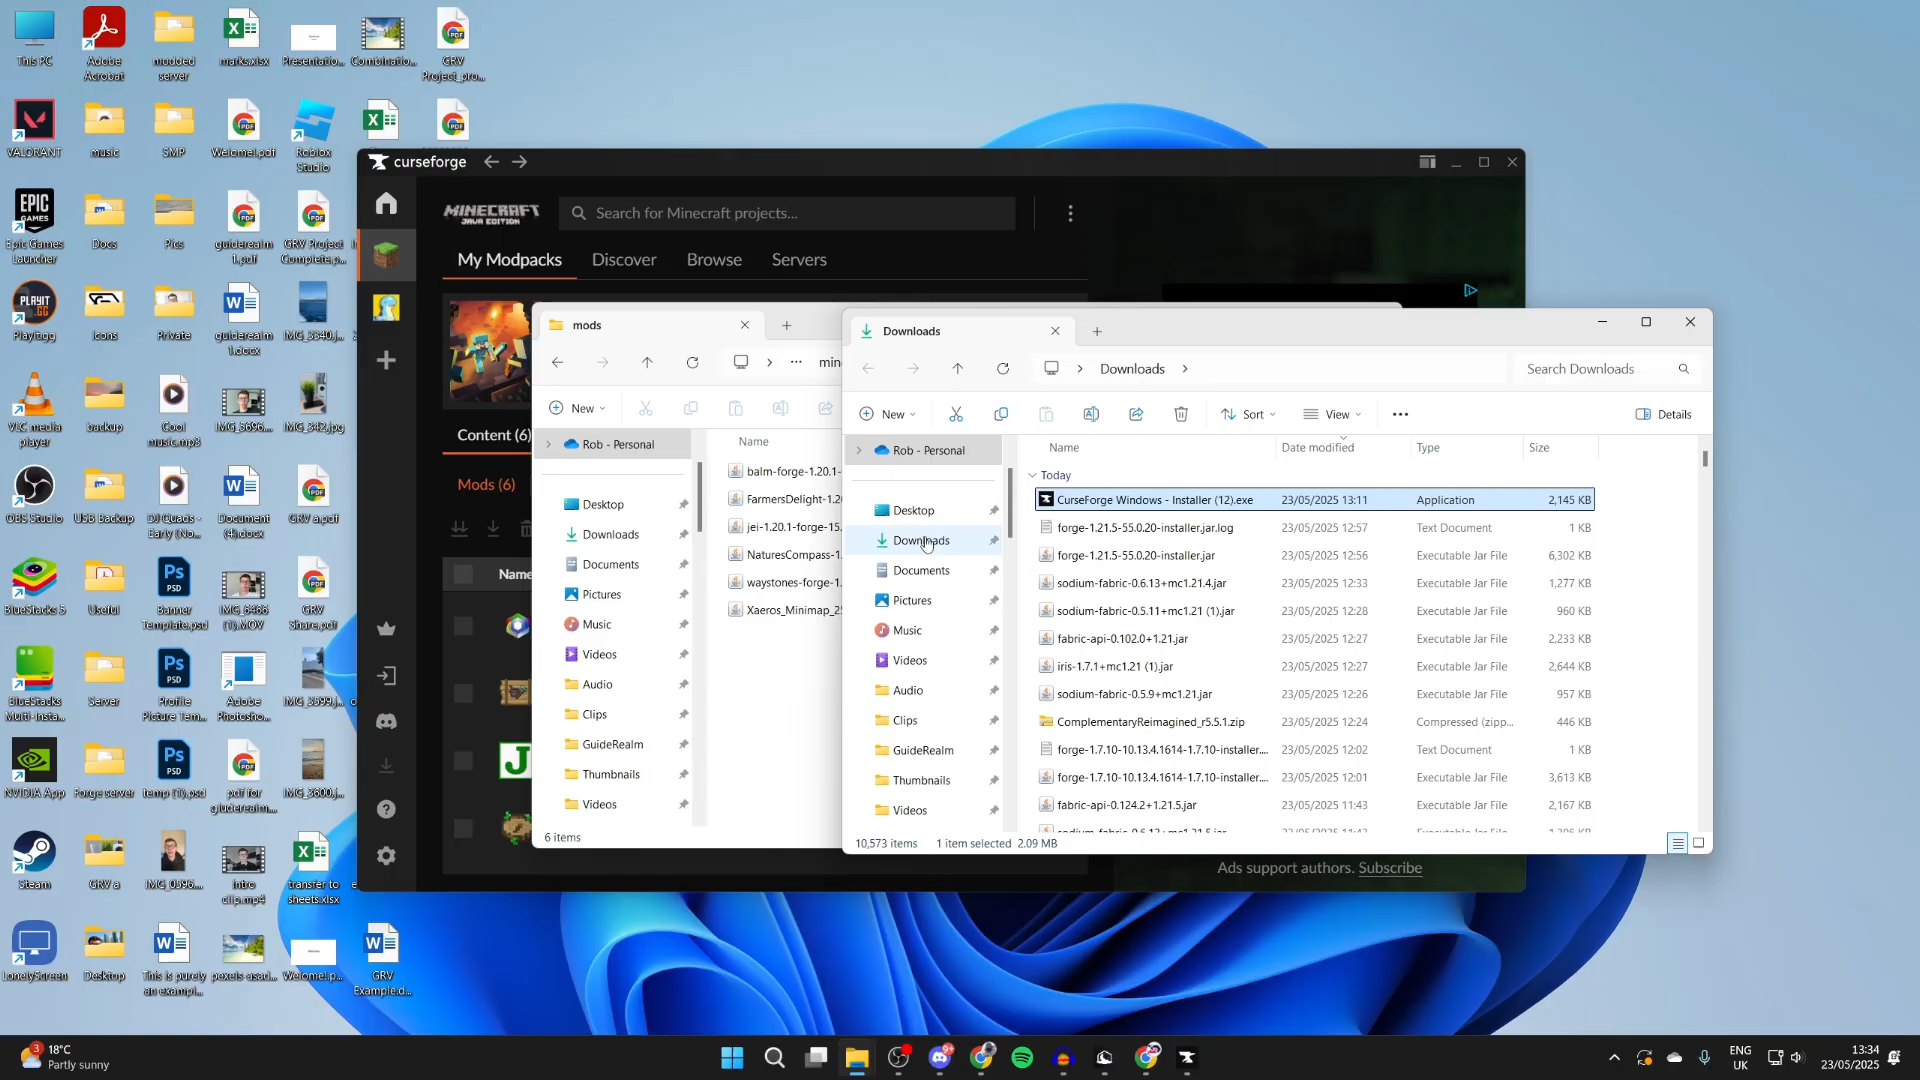 This PC
Adobe
Acrobat
modded
server
marks.xlsx
Presentatio...
Combinatio...
GRV
Project_pro...
VALORANT
music
SMP
Welome!.pdf
Roblox
Studio
Epic Games
Launcher
Docs
Pics
guiderealm
1.pdf
GRV Project
Complete.p...
Playit.gg
icons
Private
guiderealm
1.docx
IMG_3340.j...
VLC media
player
backup
Cool
music.mp3
IMG_5696....
IMG_342.jpg
OBS Studio
USB Backup
DJ Quads -
Early (No...
Document
(4).docx
GRV a.pdf
BlueStacks 5
Useful
Banner
Template.psd
IMG_6466
(1).MOV
GRV
Share.pdf
BlueStacks
Multi-Insta...
Server
Profile
Picture Tem...
Adobe
Photosho...
IMG_3599.j...
NVIDIA App
Forge server
temp (1).psd
pdf for
giuderealm...
IMG_3600.j...
Steam
GRV a
IMG_0596....
intro
clip.mp4
transfer to
sheets.xlsx
LonelyScreen
Desktop
This is purely
an exampl...
pexels-asad...
Welome!.p...
GRV
Example.d...
curseforge
MINECRAFT
JAVA EDITION
Search for Minecraft projects...
My Modpacks
Discover
Browse
Servers
Content (6)
Mods (6)
Name
Ads support authors. Subscribe
mods
min
New
Rob - Personal
Desktop
Downloads
Documents
Pictures
Music
Videos
Audio
Clips
GuideRealm
Thumbnails
Videos
Name
balm-forge-1.20.1-
FarmersDelight-1.20
jei-1.20.1-forge-15.
NaturesCompass-1.
waystones-forge-1.
Xaeros_Minimap_25
6 items
Downloads
Downloads
Search Downloads
New
Sort
View
Details
Rob - Personal
Desktop
Downloads
Documents
Pictures
Music
Videos
Audio
Clips
GuideRealm
Thumbnails
Videos
Name Date modified Type Size
Today
CurseForge Windows - Installer (12).exe 23/05/2025 13:11 Application 2,145 KB
forge-1.21.5-55.0.20-installer.jar.log 23/05/2025 12:57 Text Document 1 KB
forge-1.21.5-55.0.20-installer.jar 23/05/2025 12:56 Executable Jar File 6,302 KB
sodium-fabric-0.6.13+mc1.21.4.jar 23/05/2025 12:33 Executable Jar File 1,277 KB
sodium-fabric-0.5.11+mc1.21 (1).jar 23/05/2025 12:28 Executable Jar File 960 KB
fabric-api-0.102.0+1.21.jar 23/05/2025 12:27 Executable Jar File 2,233 KB
iris-1.7.1+mc1.21 (1).jar 23/05/2025 12:27 Executable Jar File 2,644 KB
sodium-fabric-0.5.9+mc1.21.jar 23/05/2025 12:26 Executable Jar File 957 KB
ComplementaryReimagined_r5.5.1.zip 23/05/2025 12:24 Compressed (zipp... 446 KB
forge-1.7.10-10.13.4.1614-1.7.10-installer.... 23/05/2025 12:02 Text Document 1 KB
forge-1.7.10-10.13.4.1614-1.7.10-installer.... 23/05/2025 12:01 Executable Jar File 3,613 KB
fabric-api-0.124.2+1.21.5.jar 23/05/2025 11:43 Executable Jar File 2,167 KB
10,573 items 1 item selected 2.09 MB
3
18°C
Partly sunny
9+
ENG
UK
13:34
23/05/2025